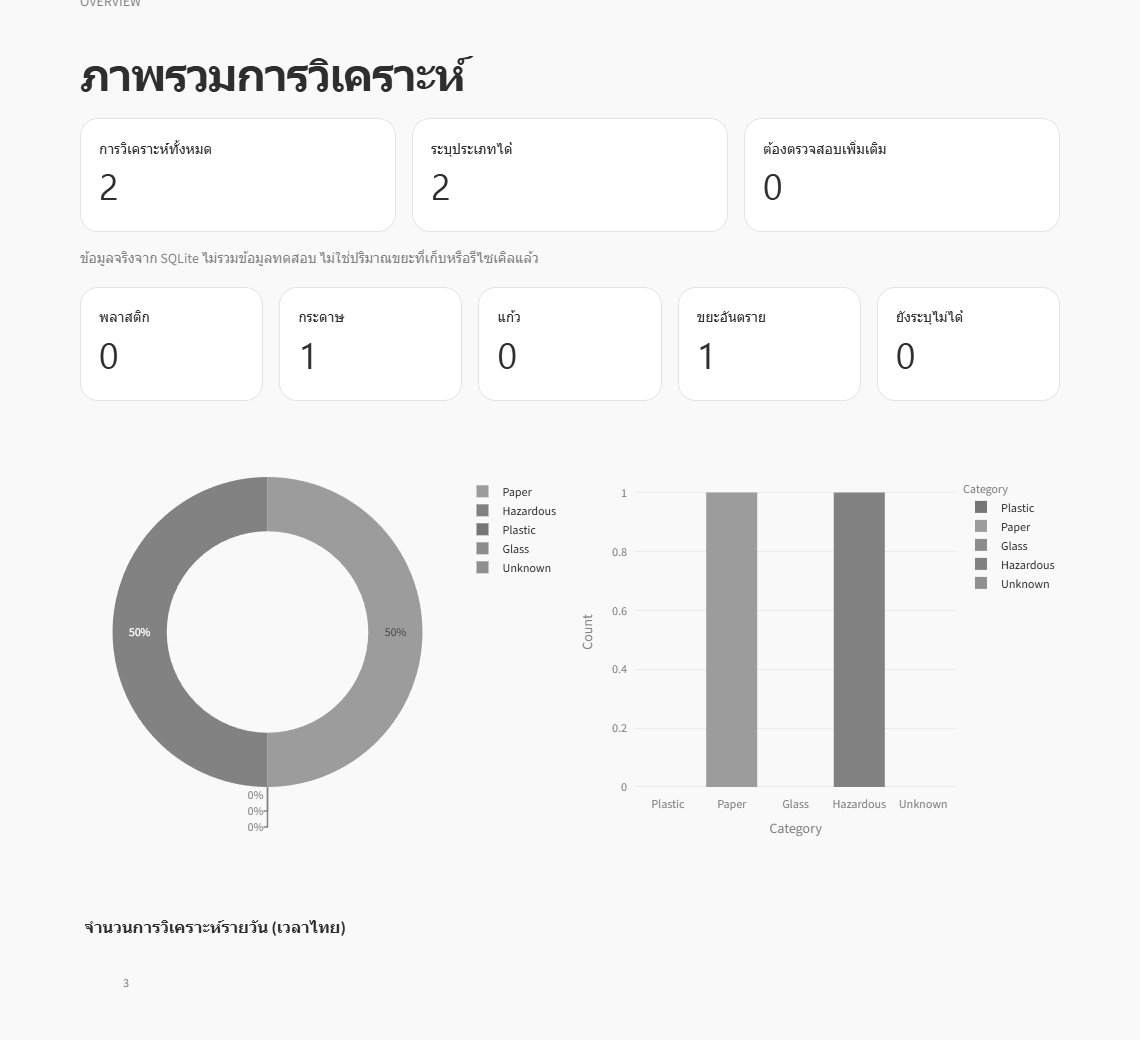 OVERVIEW
ภาพรวมการวิเคราะห์
การวิเคราะห์ทั้งหมด
2
ระบุประเภทได้
2
ต้องตรวจสอบเพิ่มเติม
0
ข้อมูลจริงจาก SQLite ไม่รวมข้อมูลทดสอบ ไม่ใช่ปริมาณขยะที่เก็บหรือรีไซเคิลแล้ว
พลาสติก
0
กระดาษ
1
แก้ว
0
ขยะอันตราย
1
ยังระบุไม่ได้
0
50%
50%
0%
0%
0%
Paper
Hazardous
Plastic
Glass
Unknown
Count
1
0.8
0.6
0.4
0.2
0
Plastic
Paper
Glass
Hazardous
Unknown
Category
Category
Plastic
Paper
Glass
Hazardous
Unknown
จำนวนการวิเคราะห์รายวัน (เวลาไทย)
3